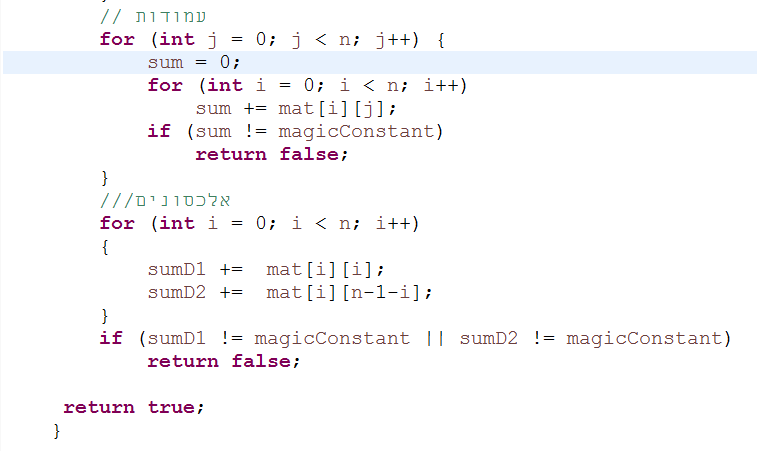 // עמודות
for (int j = 0; j < n; j++) {
sum = 0;
for (int i = 0; i < n; i++)
sum += mat[i][j];
if (sum != magicConstant)
return false;
}
///אלכסונים
for (int i = 0; i < n; i++)
{
sumD1 += mat[i][i];
sumD2 += mat[i][n-1-i];
}
if (sumD1 != magicConstant || sumD2 != magicConstant)
return false;
return true;
}